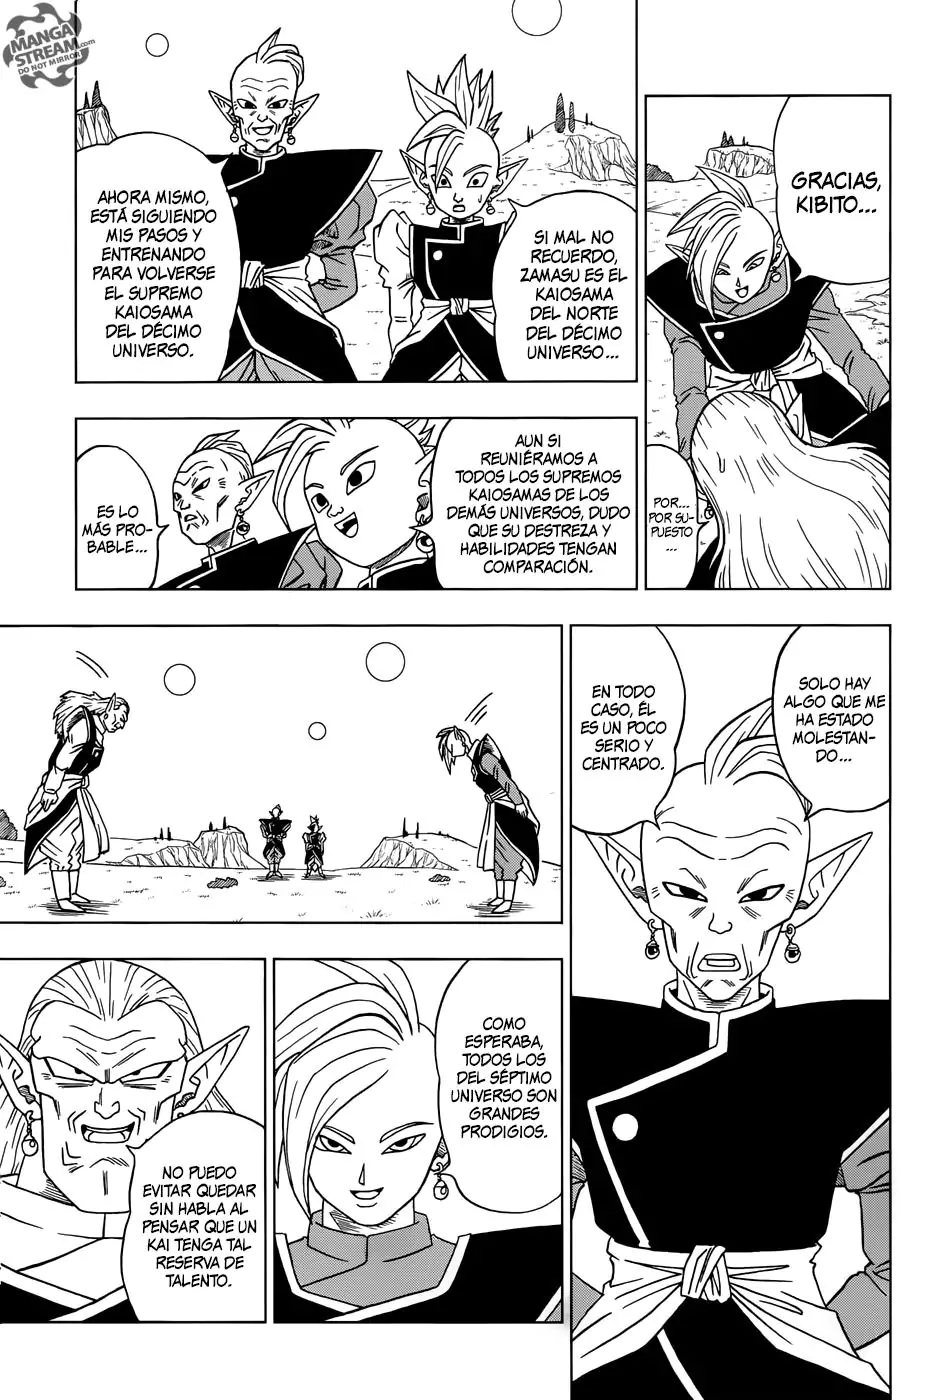 MANGA
STREAM.com
DO NOT MIRROR
GRACIAS,
KIBITO...
POR...
POR SU-
PUESTO
...
SI MAL NO
RECUERDO,
ZAMASU ES EL
KAIOSAMA
DEL NORTE
DEL DÉCIMO
UNIVERSO...
AHORA MISMO,
ESTÁ SIGUIENDO
MIS PASOS Y
ENTRENANDO
PARA VOLVERSE
EL SUPREMO
KAIOSAMA
DEL DÉCIMO
UNIVERSO.
AUN SI
REUNIÉRAMOS A
TODOS LOS SUPREMOS
KAIOSAMAS DE LOS
DEMÁS UNIVERSOS, DUDO
QUE SU DESTREZA Y
HABILIDADES TENGAN
COMPARACIÓN.
ES LO
MÁS PRO-
BABLE...
SOLO HAY
ALGO QUE ME
HA ESTADO
MOLESTAN-
DO...
EN TODO
CASO, ÉL
ES UN POCO
SERIO Y
CENTRADO.
COMO
ESPERABA,
TODOS LOS
DEL SÉPTIMO
UNIVERSO SON
GRANDES
PRODIGIOS.
NO PUEDO
EVITAR QUEDAR
SIN HABLA AL
PENSAR QUE UN
KAI TENGA TAL
RESERVA DE
TALENTO.